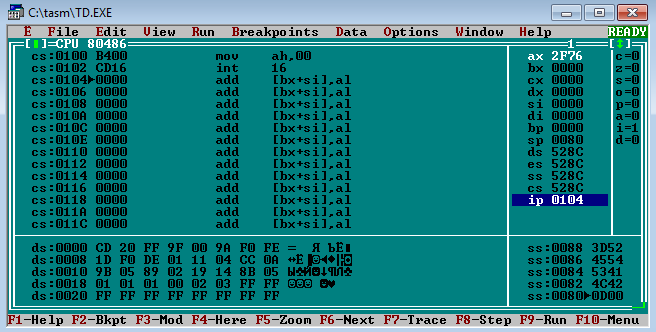 C:\tasm\TD.EXE
Ё File Edit View Run Breakpoints Data Options Window Help READY
[■]=CPU 80486 1 [↕]
cs:0100 B400 mov ah,00 ax 2F76 c=0
cs:0102 CD16 int 16 bx 0000 z=0
cs:0104►0000 add [bx+si],al cx 0000 s=0
cs:0106 0000 add [bx+si],al dx 0000 o=0
cs:0108 0000 add [bx+si],al si 0000 p=0
cs:010A 0000 add [bx+si],al di 0000 a=0
cs:010C 0000 add [bx+si],al bp 0000 i=1
cs:010E 0000 add [bx+si],al sp 0080 d=0
cs:0110 0000 add [bx+si],al ds 528C
cs:0112 0000 add [bx+si],al es 528C
cs:0114 0000 add [bx+si],al ss 528C
cs:0116 0000 add [bx+si],al cs 528C
cs:0118 0000 add [bx+si],al ip 0104
cs:011A 0000 add [bx+si],al
cs:011C 0000 add [bx+si],al
ds:0000 CD 20 FF 9F 00 9A F0 FE = Я ЪЁ■ ss:0088 3D52
ds:0008 1D F0 DE 01 11 04 CC 0A ↔Ё▐☺◄♦╠◙ ss:0086 4554
ds:0010 9B 05 89 02 19 14 8B 05 Ы♣Й☻↓¶Л♣ ss:0084 5341
ds:0018 01 01 01 00 02 03 FF FF ☺☺☺ ☻♥ ss:0082 4C42
ds:0020 FF FF FF FF FF FF FF FF ss:0080►0D00
F1-Help F2-Bkpt F3-Mod F4-Here F5-Zoom F6-Next F7-Trace F8-Step F9-Run F10-Menu